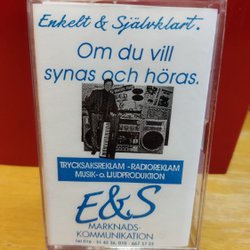 Enkelt & Självklart.
Om du vill
synas och höras.
TRYCKSAKSREKLAM - RADIOREKLAM
MUSIK- o. LJUDPRODUKTION
E&S
MARKNADS-
KOMMUNIKATION